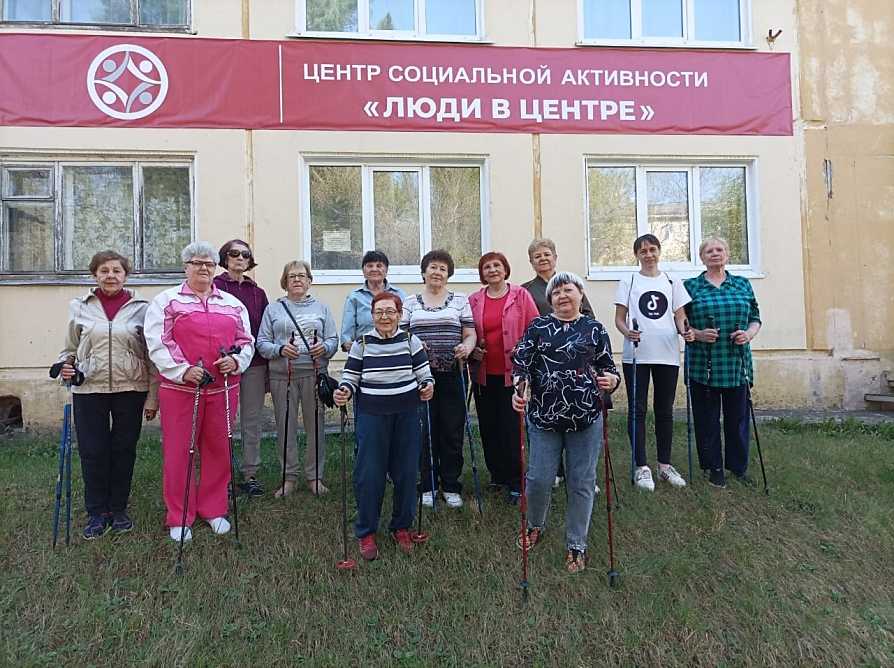 ЦЕНТР СОЦИАЛЬНОЙ АКТИВНОСТИ
«ЛЮДИ В ЦЕНТРЕ»